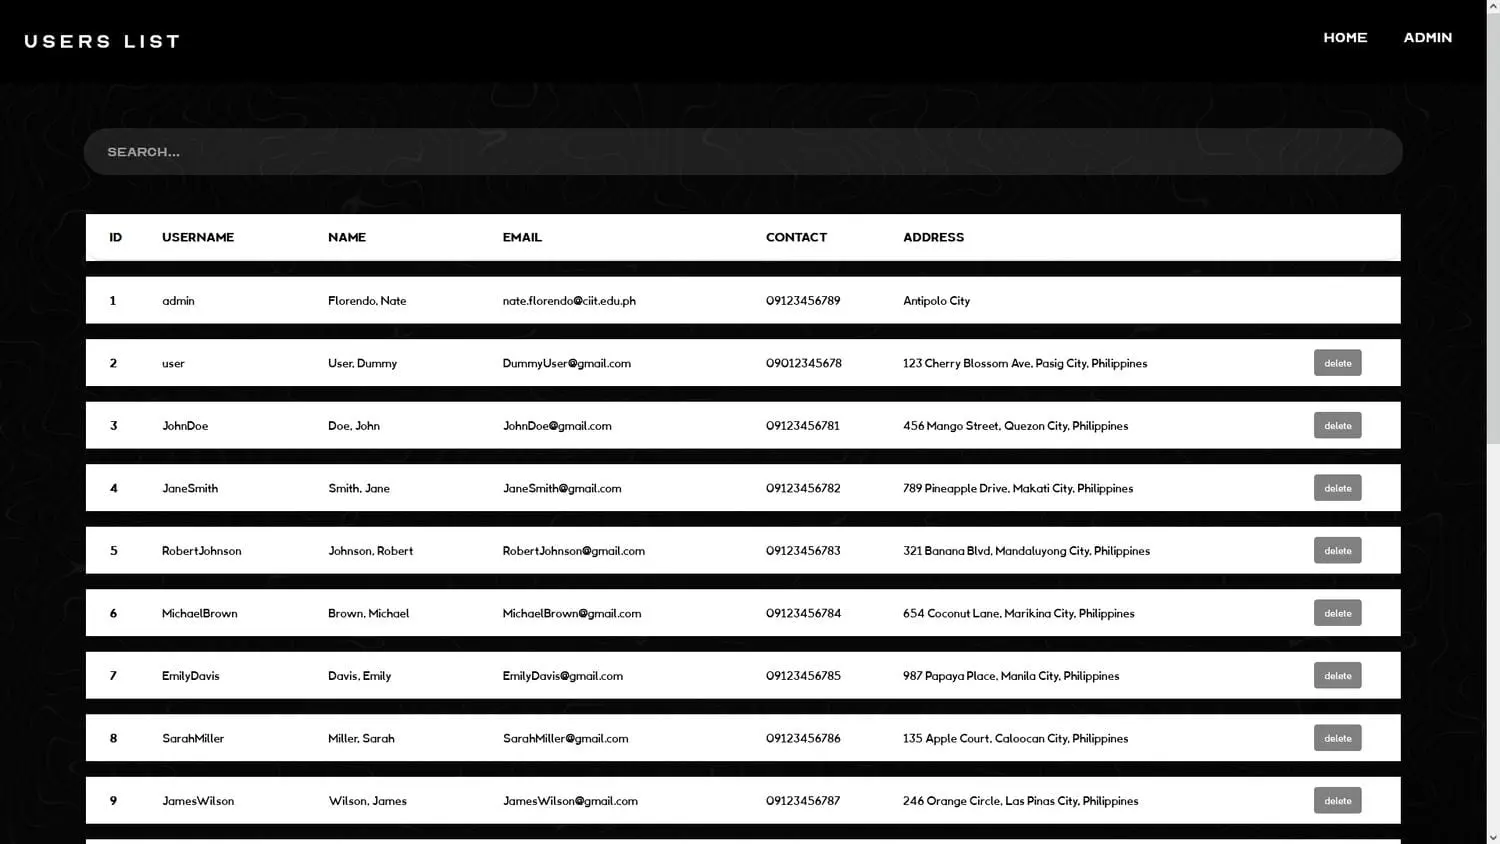 USERS LIST HOME ADMIN
SEARCH...
ID USERNAME NAME EMAIL CONTACT ADDRESS
1 admin Florendo, Nate nate.florendo@ciit.edu.ph 09123456789 Antipolo City
2 user User, Dummy DummyUser@gmail.com 09012345678 123 Cherry Blossom Ave, Pasig City, Philippines delete
3 JohnDoe Doe, John JohnDoe@gmail.com 09123456781 456 Mango Street, Quezon City, Philippines delete
4 JaneSmith Smith, Jane JaneSmith@gmail.com 09123456782 789 Pineapple Drive, Makati City, Philippines delete
5 RobertJohnson Johnson, Robert RobertJohnson@gmail.com 09123456783 321 Banana Blvd, Mandaluyong City, Philippines delete
6 MichaelBrown Brown, Michael MichaelBrown@gmail.com 09123456784 654 Coconut Lane, Marikina City, Philippines delete
7 EmilyDavis Davis, Emily EmilyDavis@gmail.com 09123456785 987 Papaya Place, Manila City, Philippines delete
8 SarahMiller Miller, Sarah SarahMiller@gmail.com 09123456786 135 Apple Court, Caloocan City, Philippines delete
9 JamesWilson Wilson, James JamesWilson@gmail.com 09123456787 246 Orange Circle, Las Pinas City, Philippines delete